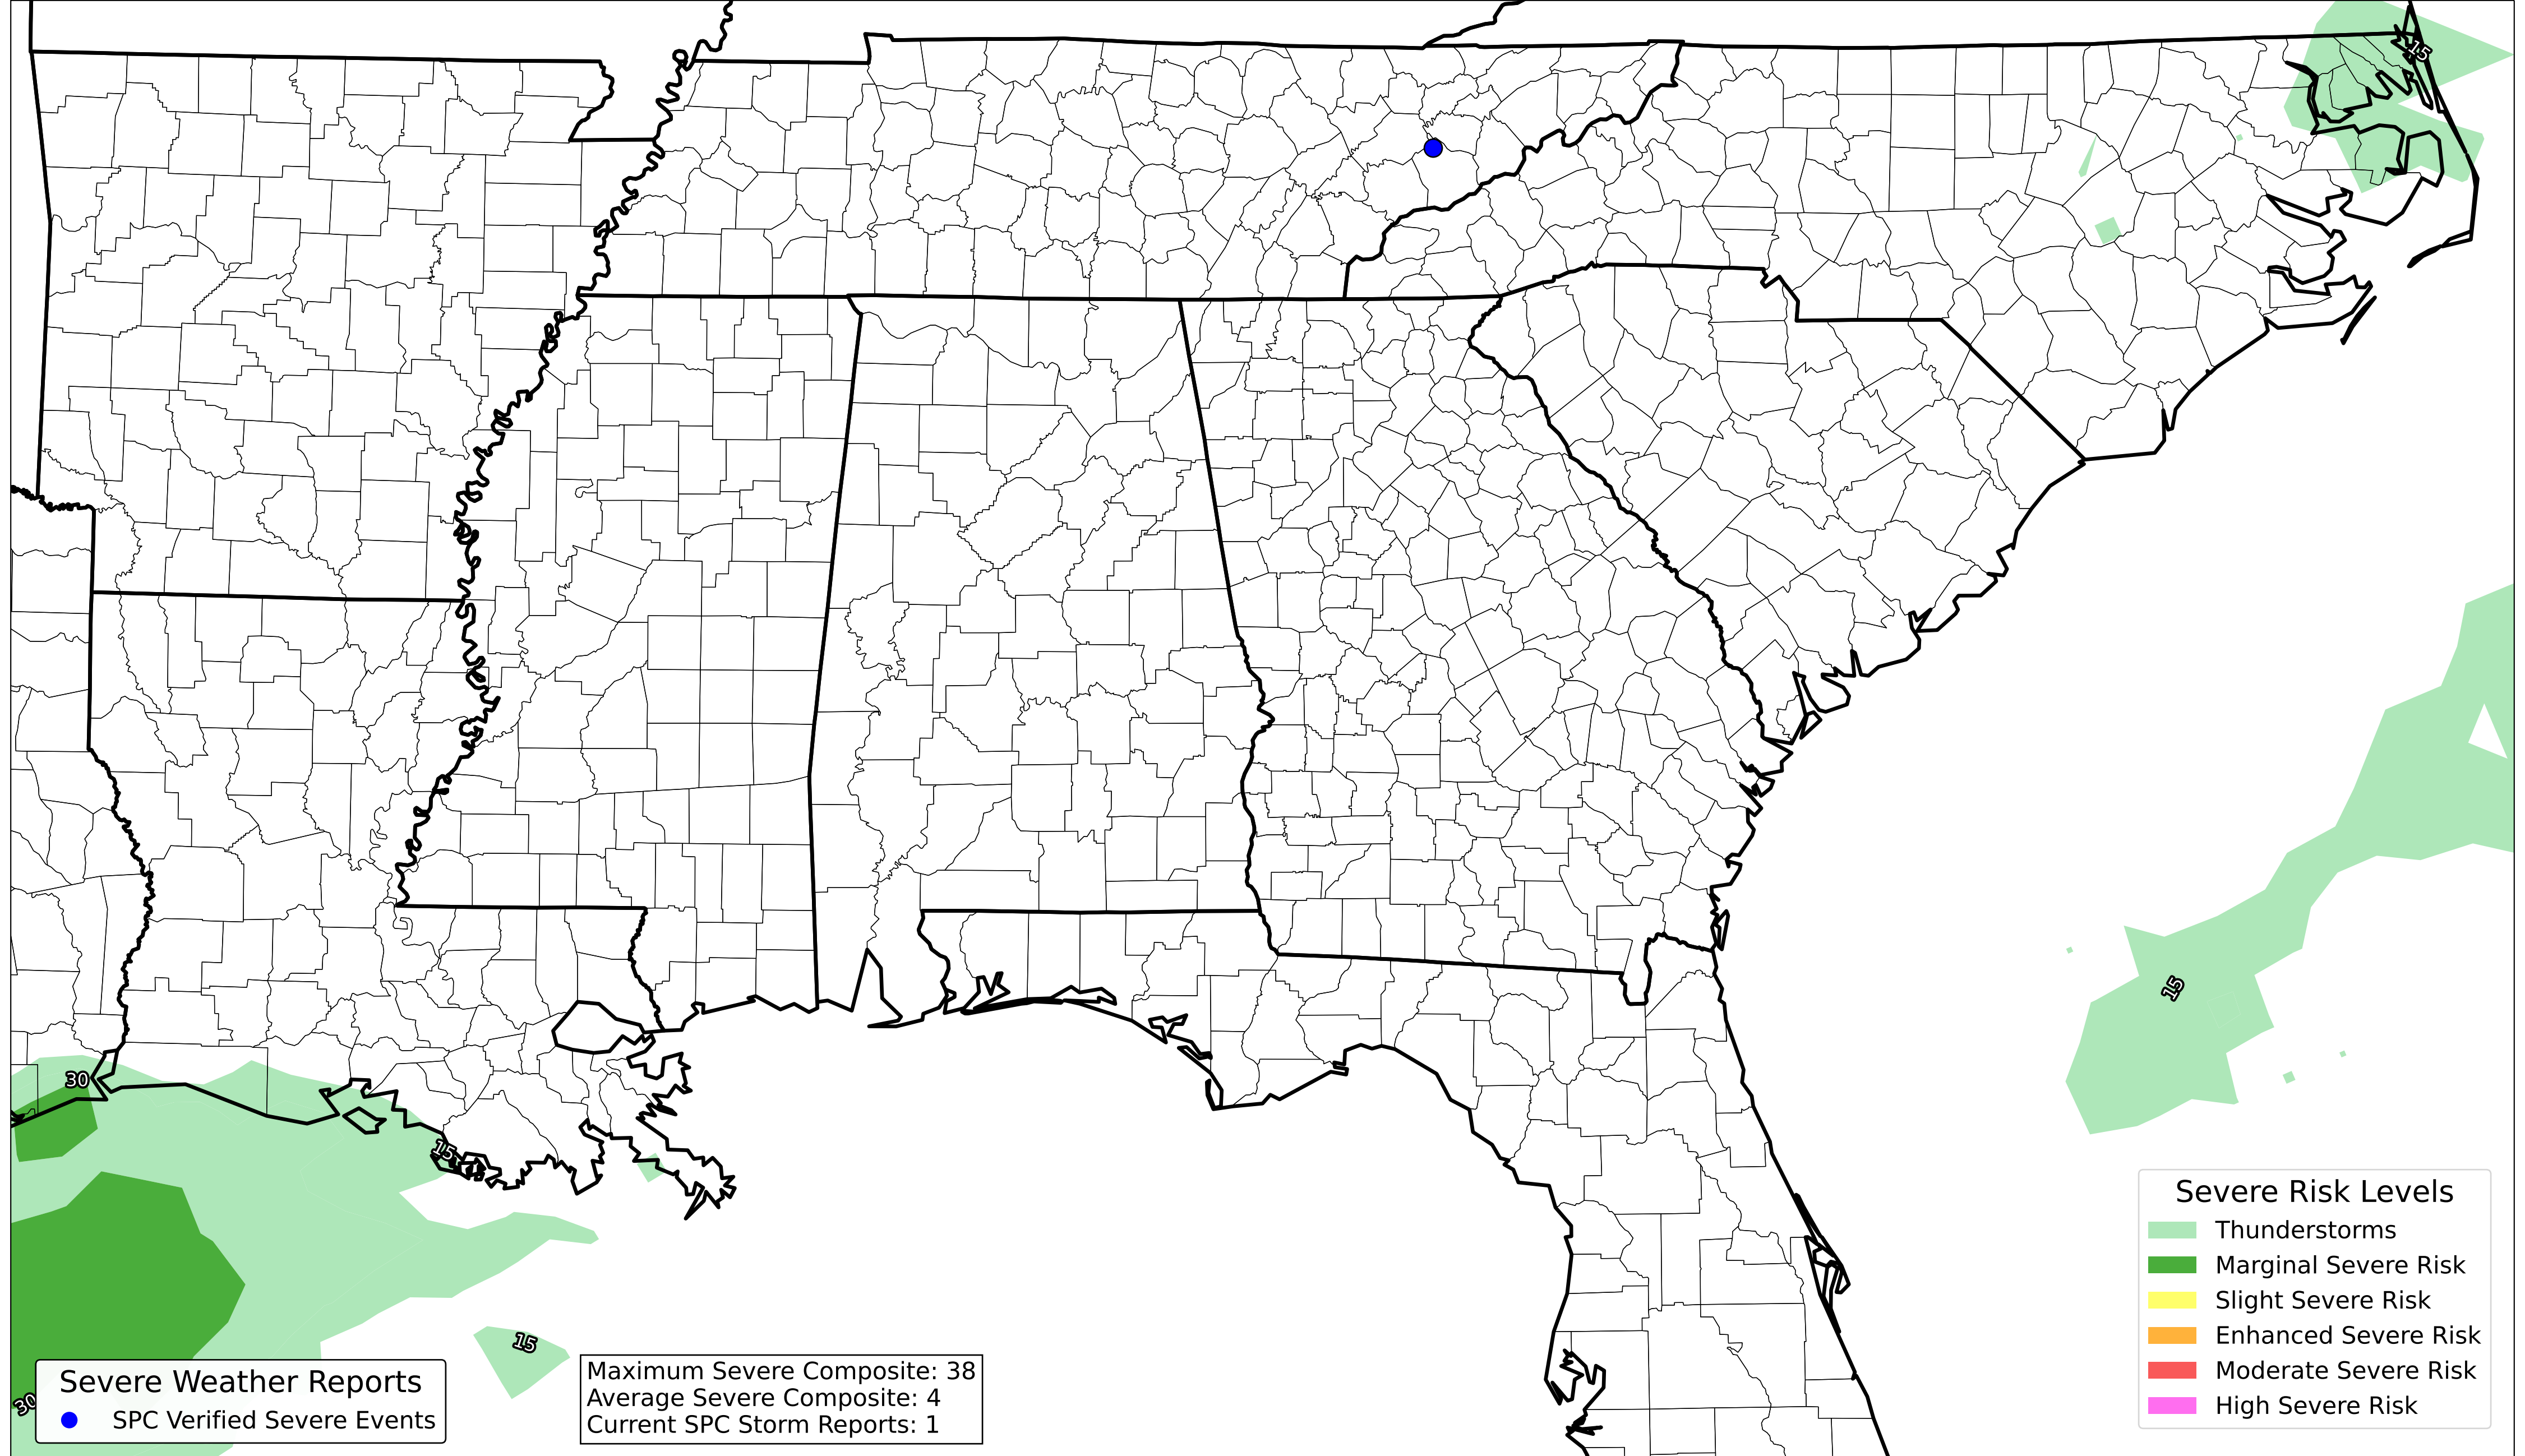 15
15
30
15
15
30
Severe Weather Reports
SPC Verified Severe Events
Maximum Severe Composite: 38
Average Severe Composite: 4
Current SPC Storm Reports: 1
Severe Risk Levels
Thunderstorms
Marginal Severe Risk
Slight Severe Risk
Enhanced Severe Risk
Moderate Severe Risk
High Severe Risk